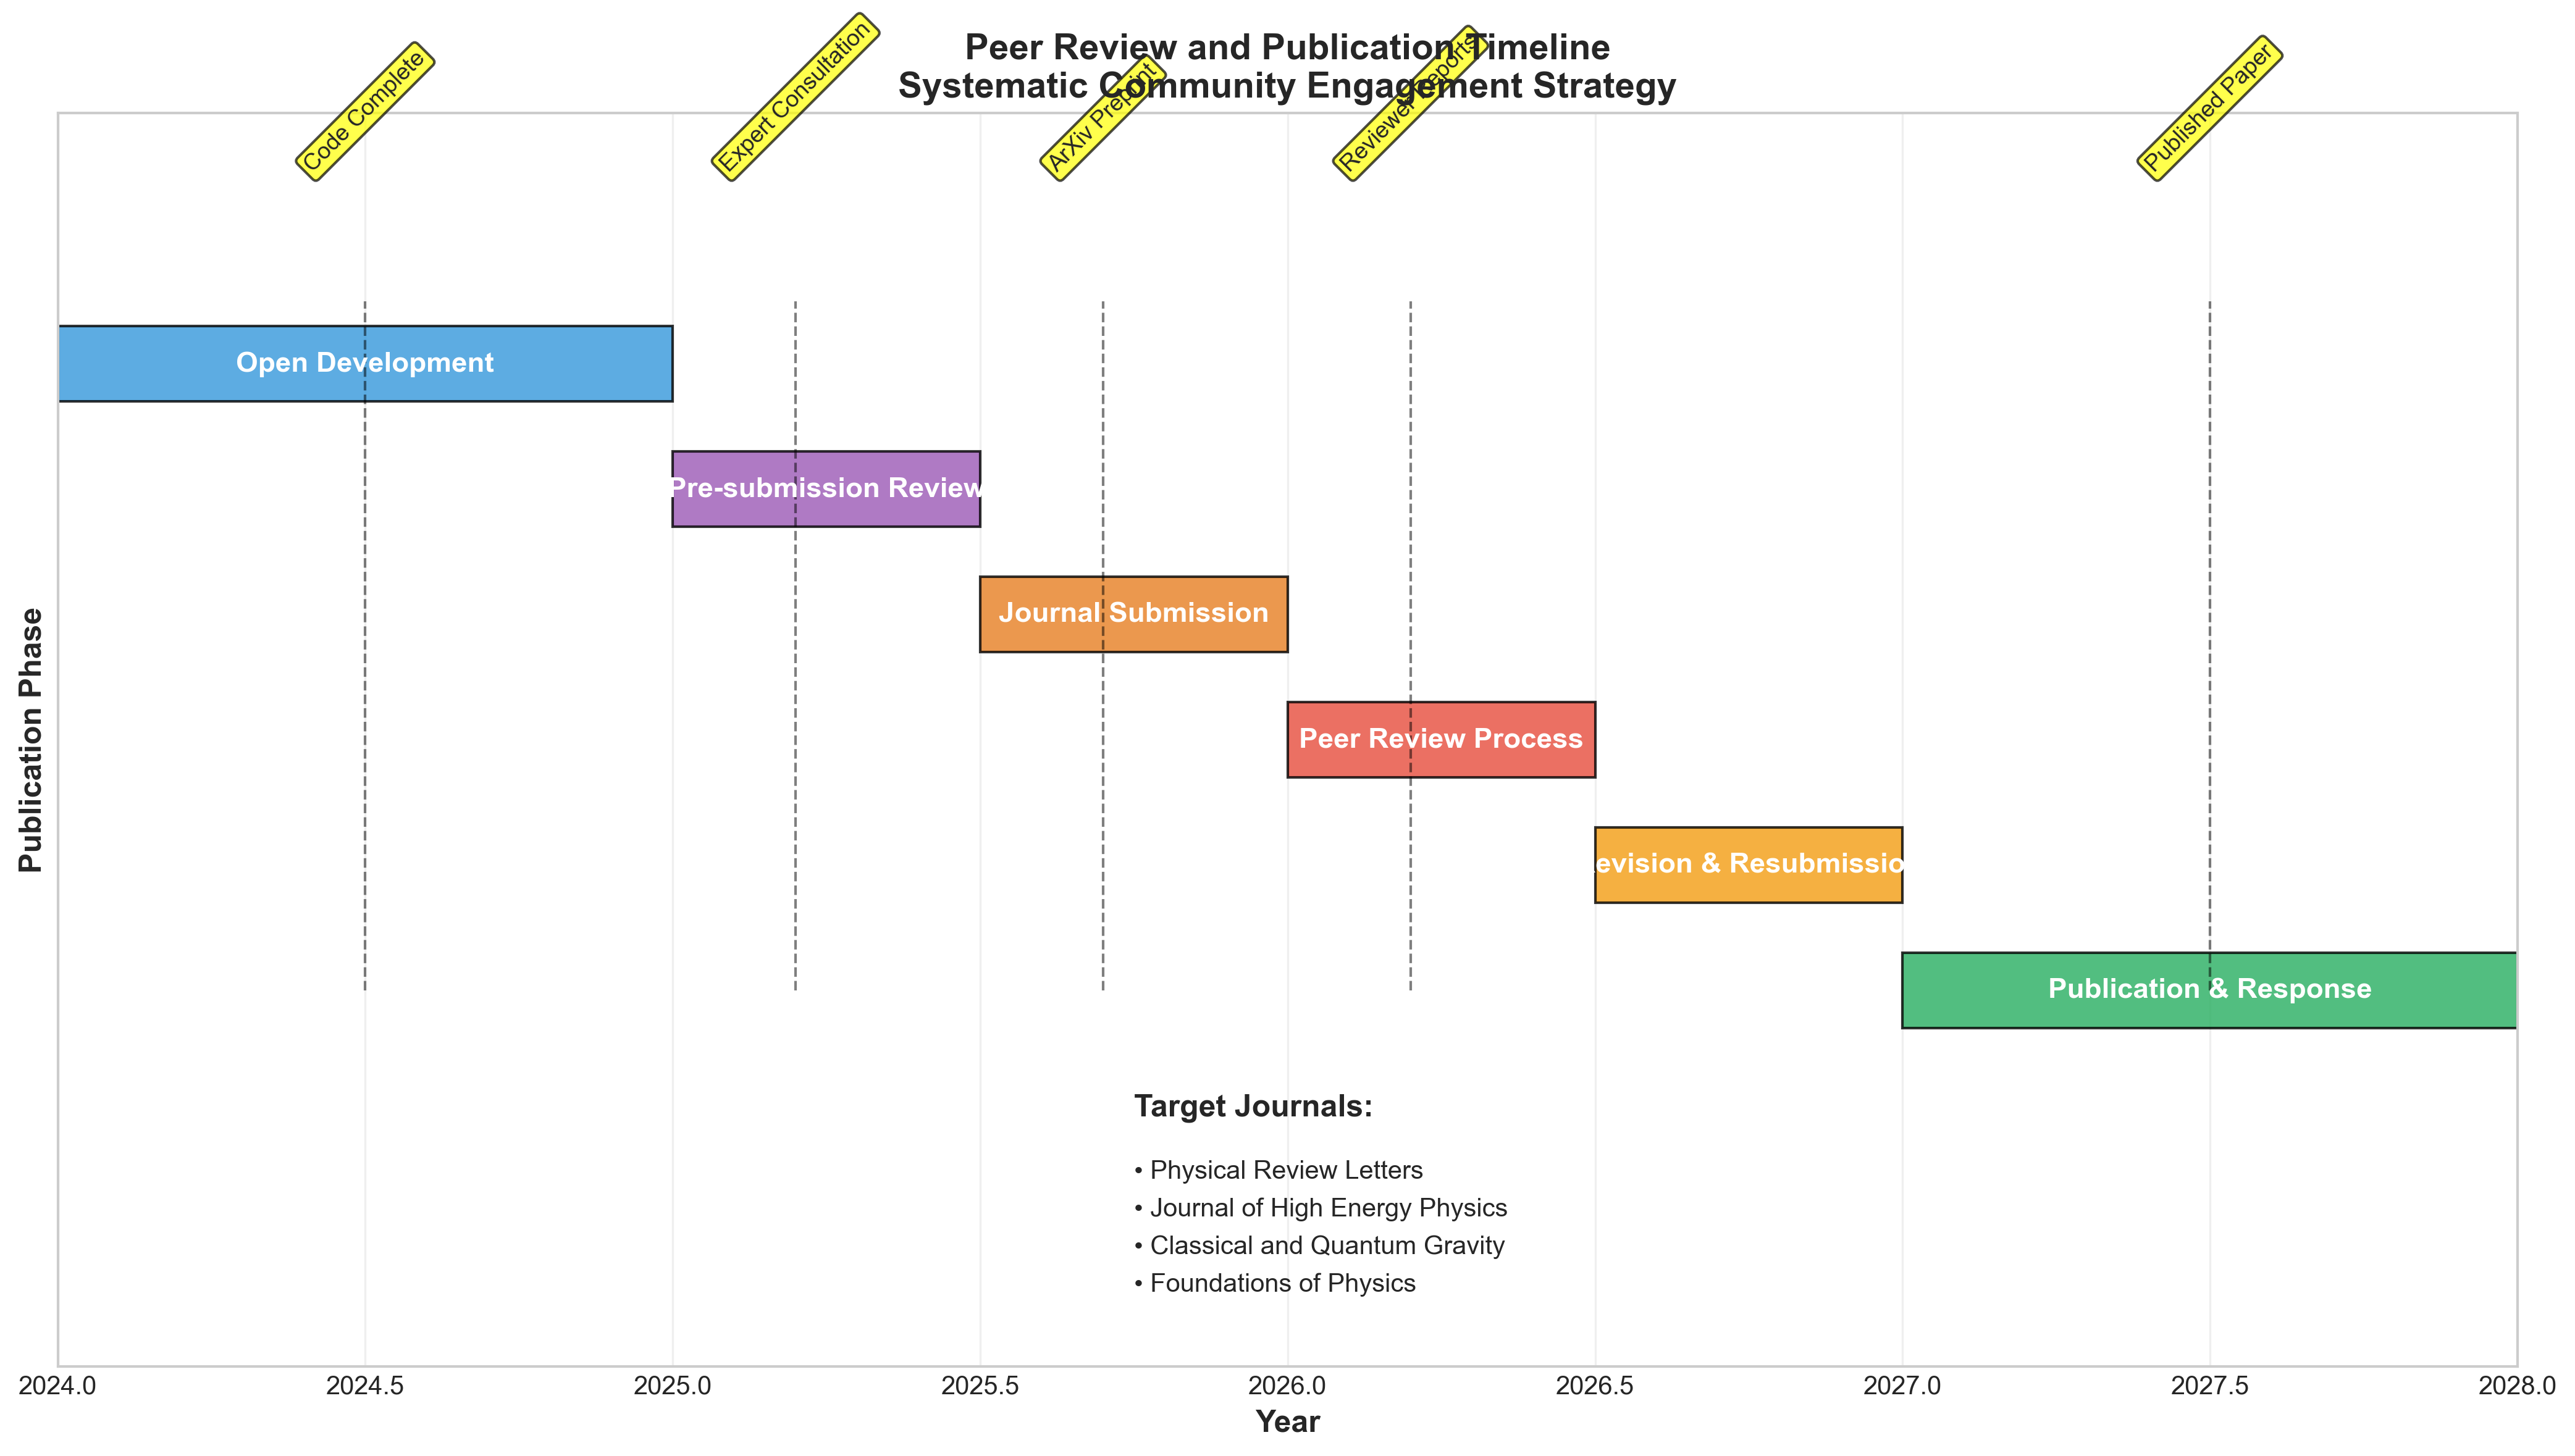 Peer Review and Publication Timeline
Systematic Community Engagement Strategy
Code Complete
Expert Consultation
ArXiv Preprint
Reviewer Reports
Published Paper
Open Development
Pre-submission Review
Journal Submission
Peer Review Process
evision & Resubmissio
Publication & Response
Publication Phase
Target Journals:
• Physical Review Letters
• Journal of High Energy Physics
• Classical and Quantum Gravity
• Foundations of Physics
2024.0 2024.5 2025.0 2025.5 2026.0 2026.5 2027.0 2027.5 2028.0
Year